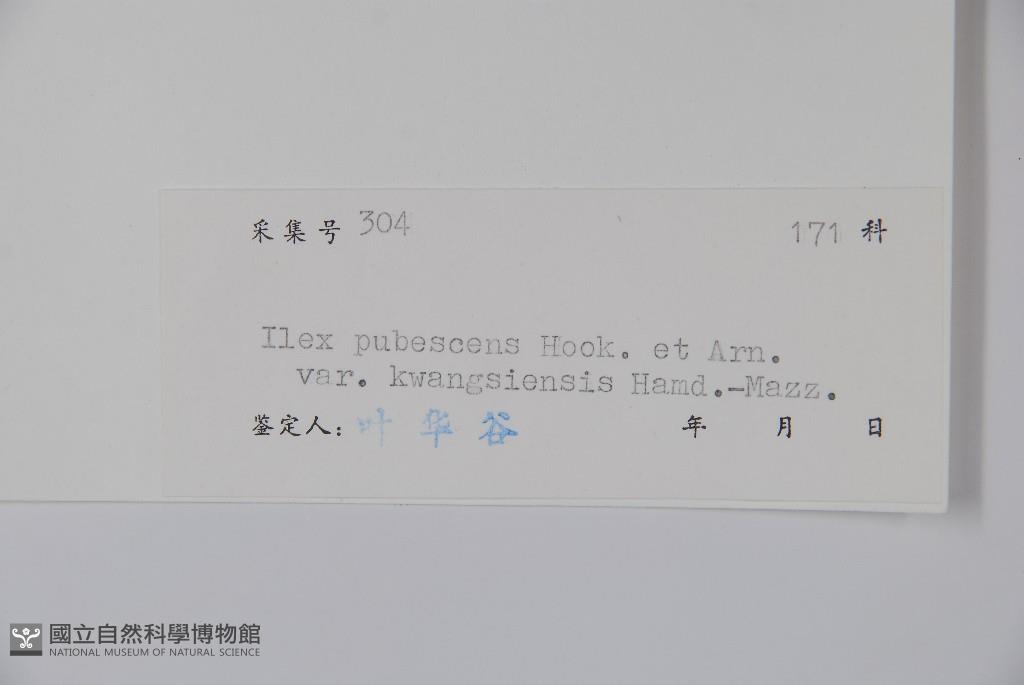 采集号 304 171 科
Ilex pubescens Hook. et Arn.
var. kwangsiensis Hamd.-Mazz.
鉴定人: 叶华谷 年 月 日
國立自然科學博物館
NATIONAL MUSEUM OF NATURAL SCIENCE